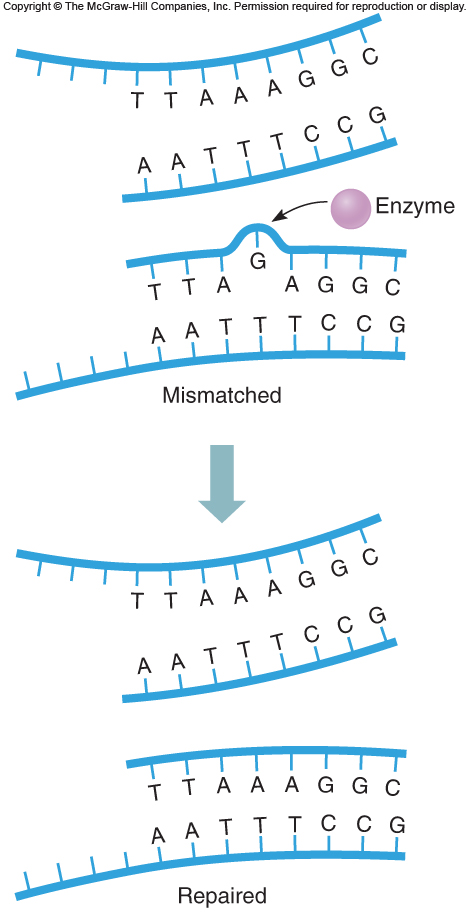 Copyright © The McGraw-Hill Companies, Inc. Permission required for reproduction or display.
T T A A A G G C
A A T T T C C G
Enzyme
T T A G A G G C
A A T T T C C G
Mismatched
T T A A A G G C
A A T T T C C G
T T A A A G G C
A A T T T C C G
Repaired